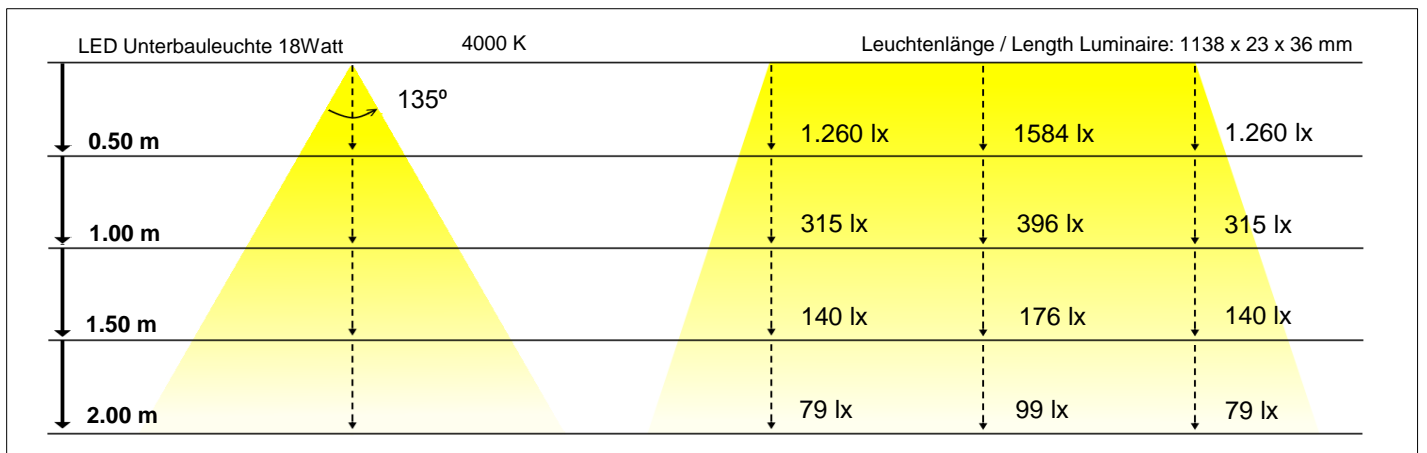 LED Unterbauleuchte 18Watt 4000 K Leuchtenlänge / Length Luminaire: 1138 x 23 x 36 mm
135º
0.50 m 1.260 lx 1584 lx 1.260 lx
1.00 m 315 lx 396 lx 315 lx
1.50 m 140 lx 176 lx 140 lx
2.00 m 79 lx 99 lx 79 lx